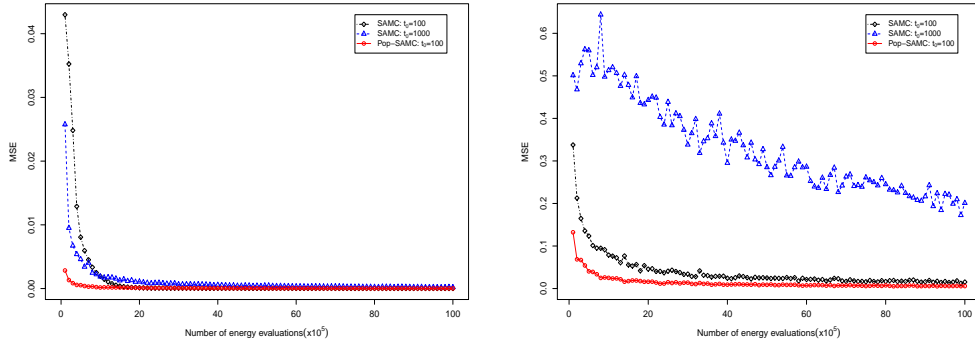 SAMC: t0=100
SAMC: t0=1000
Pop−SAMC: t0=100
MSE
0.04
0.03
0.02
0.01
0.00
0
20
40
60
80
100
Number of energy evaluations(x10^5)
SAMC: t0=100
SAMC: t0=1000
Pop−SAMC: t0=100
MSE
0.6
0.5
0.4
0.3
0.2
0.1
0.0
0
20
40
60
80
100
Number of energy evaluations(x10^5)